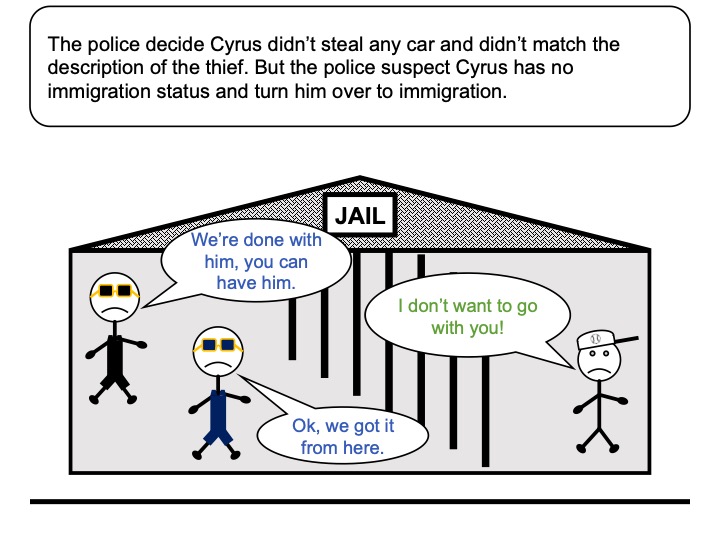 The police decide Cyrus didn’t steal any car and didn’t match the
description of the thief. But the police suspect Cyrus has no
immigration status and turn him over to immigration.
JAIL
We’re done with
him, you can
have him.
I don’t want to go
with you!
Ok, we got it
from here.